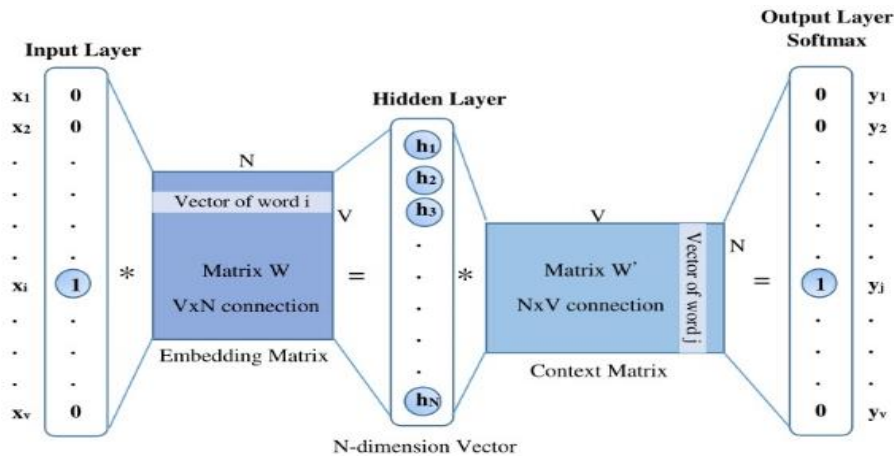 Input Layer
x1
0
x2
0
xi
1
xv
0
N
Vector of word i
V
Matrix W
VxN connection
Embedding Matrix
*
=
Hidden Layer
h1
h2
h3
hN
N-dimension Vector
*
V
N
Matrix W'
NxV connection
Vector of word j
Context Matrix
=
Output Layer
Softmax
0
y1
0
y2
1
yj
0
yv